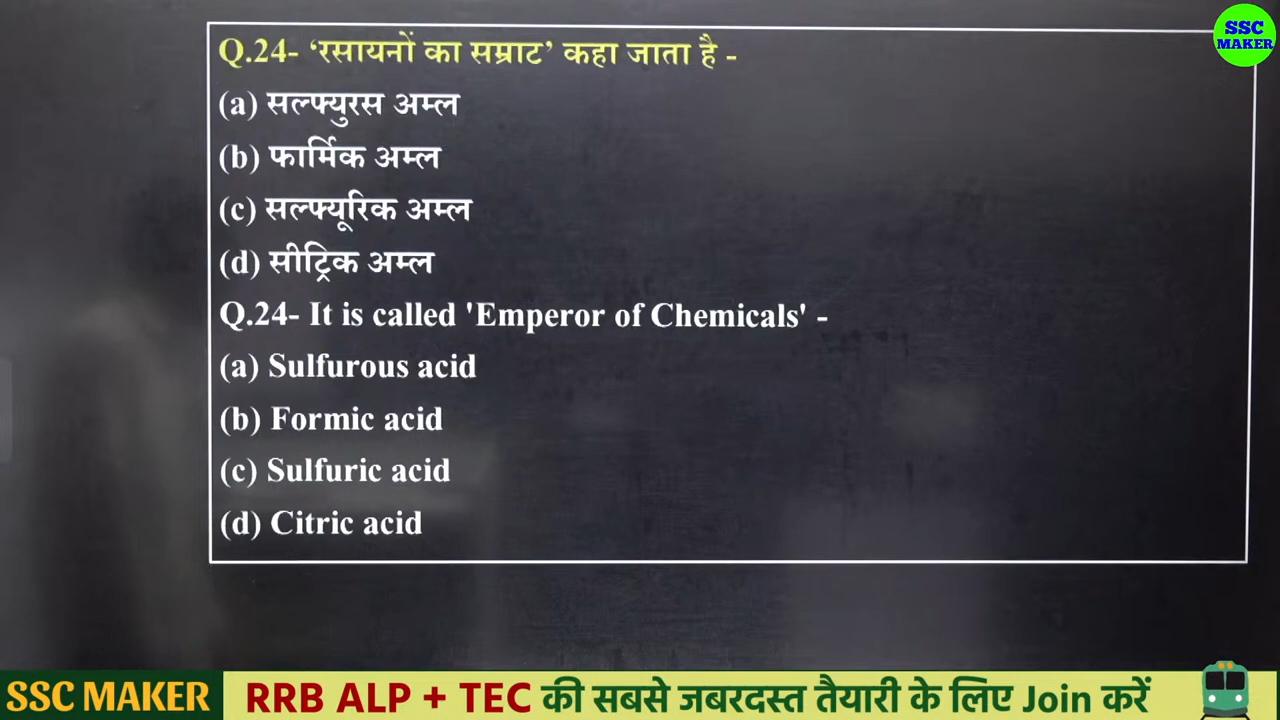 SSC
MAKER
Q.24- ‘रसायनों का सम्राट’ कहा जाता है -
(a) सल्फ्युरस अम्ल
(b) फार्मिक अम्ल
(c) सल्फ्यूरिक अम्ल
(d) सीट्रिक अम्ल
Q.24- It is called 'Emperor of Chemicals' -
(a) Sulfurous acid
(b) Formic acid
(c) Sulfuric acid
(d) Citric acid
SSC MAKER RRB ALP + TEC की सबसे जबरदस्त तैयारी के लिए Join करें